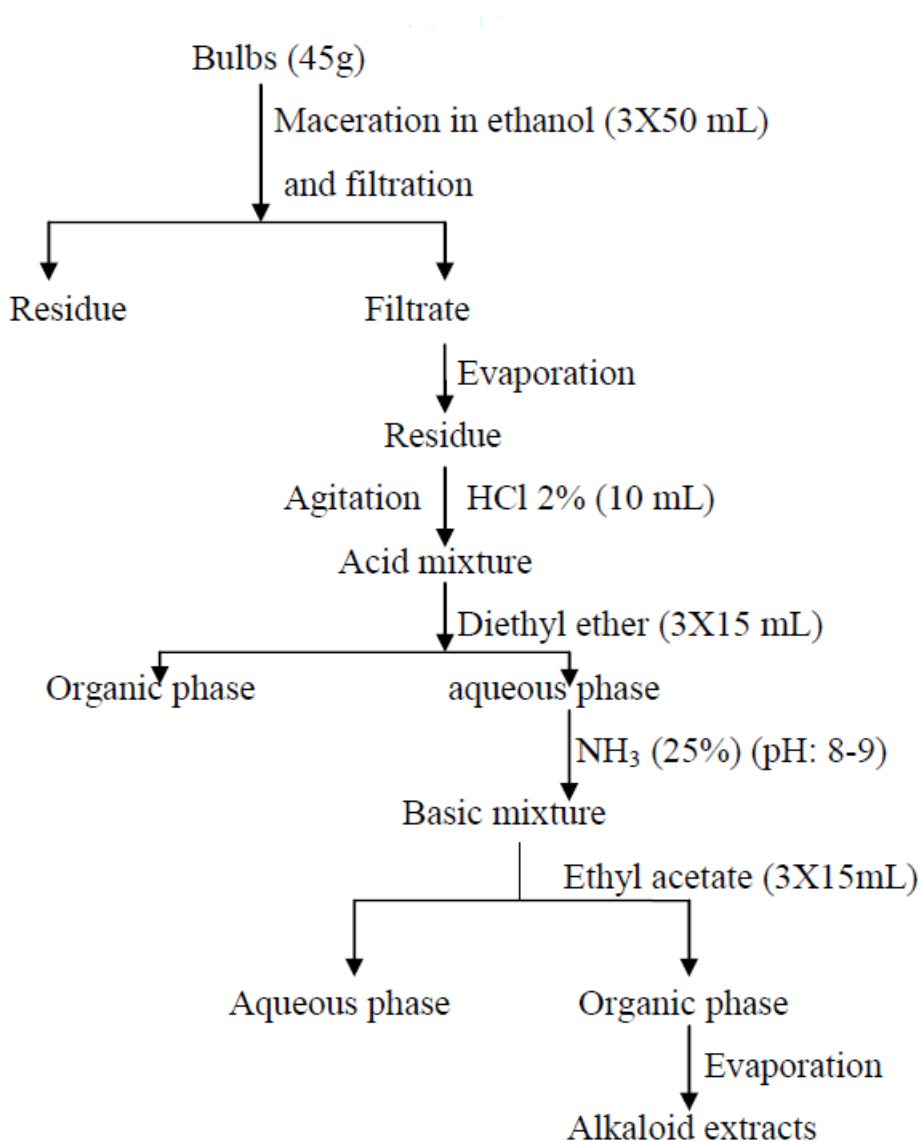 Bulbs (45g)
Maceration in ethanol (3X50 mL)
and filtration
Residue
Filtrate
Evaporation
Residue
Agitation
HCl 2% (10 mL)
Acid mixture
Diethyl ether (3X15 mL)
Organic phase
aqueous phase
NH₃ (25%) (pH: 8-9)
Basic mixture
Ethyl acetate (3X15mL)
Aqueous phase
Organic phase
Evaporation
Alkaloid extracts